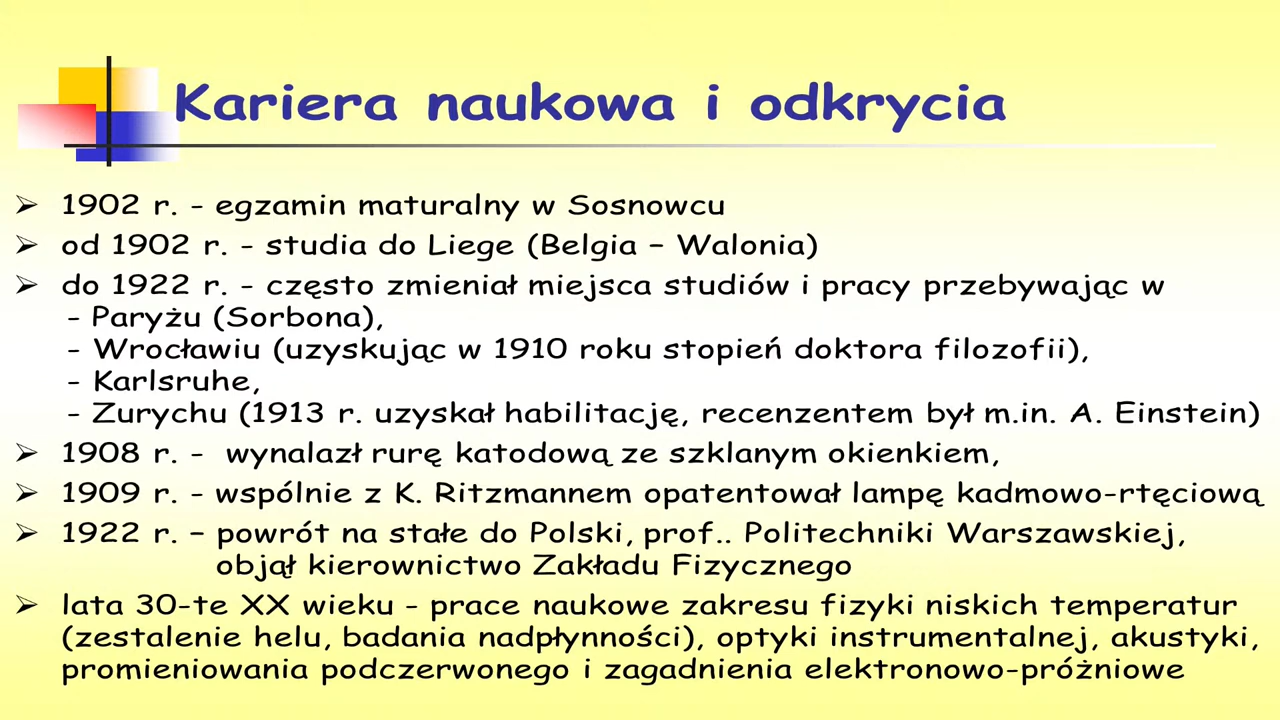 Kariera naukowa i odkrycia
➢ 1902 r. - egzamin maturalny w Sosnowcu
➢ od 1902 r. - studia do Liege (Belgia – Walonia)
➢ do 1922 r. - często zmieniał miejsca studiów i pracy przebywając w
- Paryżu (Sorbona),
- Wrocławiu (uzyskując w 1910 roku stopień doktora filozofii),
- Karlsruhe,
- Zurychu (1913 r. uzyskał habilitację, recenzentem był m.in. A. Einstein)
➢ 1908 r. - wynalazł rurę katodową ze szklanym okienkiem,
➢ 1909 r. - wspólnie z K. Ritzmannem opatentował lampę kadmowo-rtęciową
➢ 1922 r. – powrót na stałe do Polski, prof.. Politechniki Warszawskiej,
objął kierownictwo Zakładu Fizycznego
➢ lata 30-te XX wieku - prace naukowe zakresu fizyki niskich temperatur
(zestalenie helu, badania nadpłynności), optyki instrumentalnej, akustyki,
promieniowania podczerwonego i zagadnienia elektronowo-próżniowe